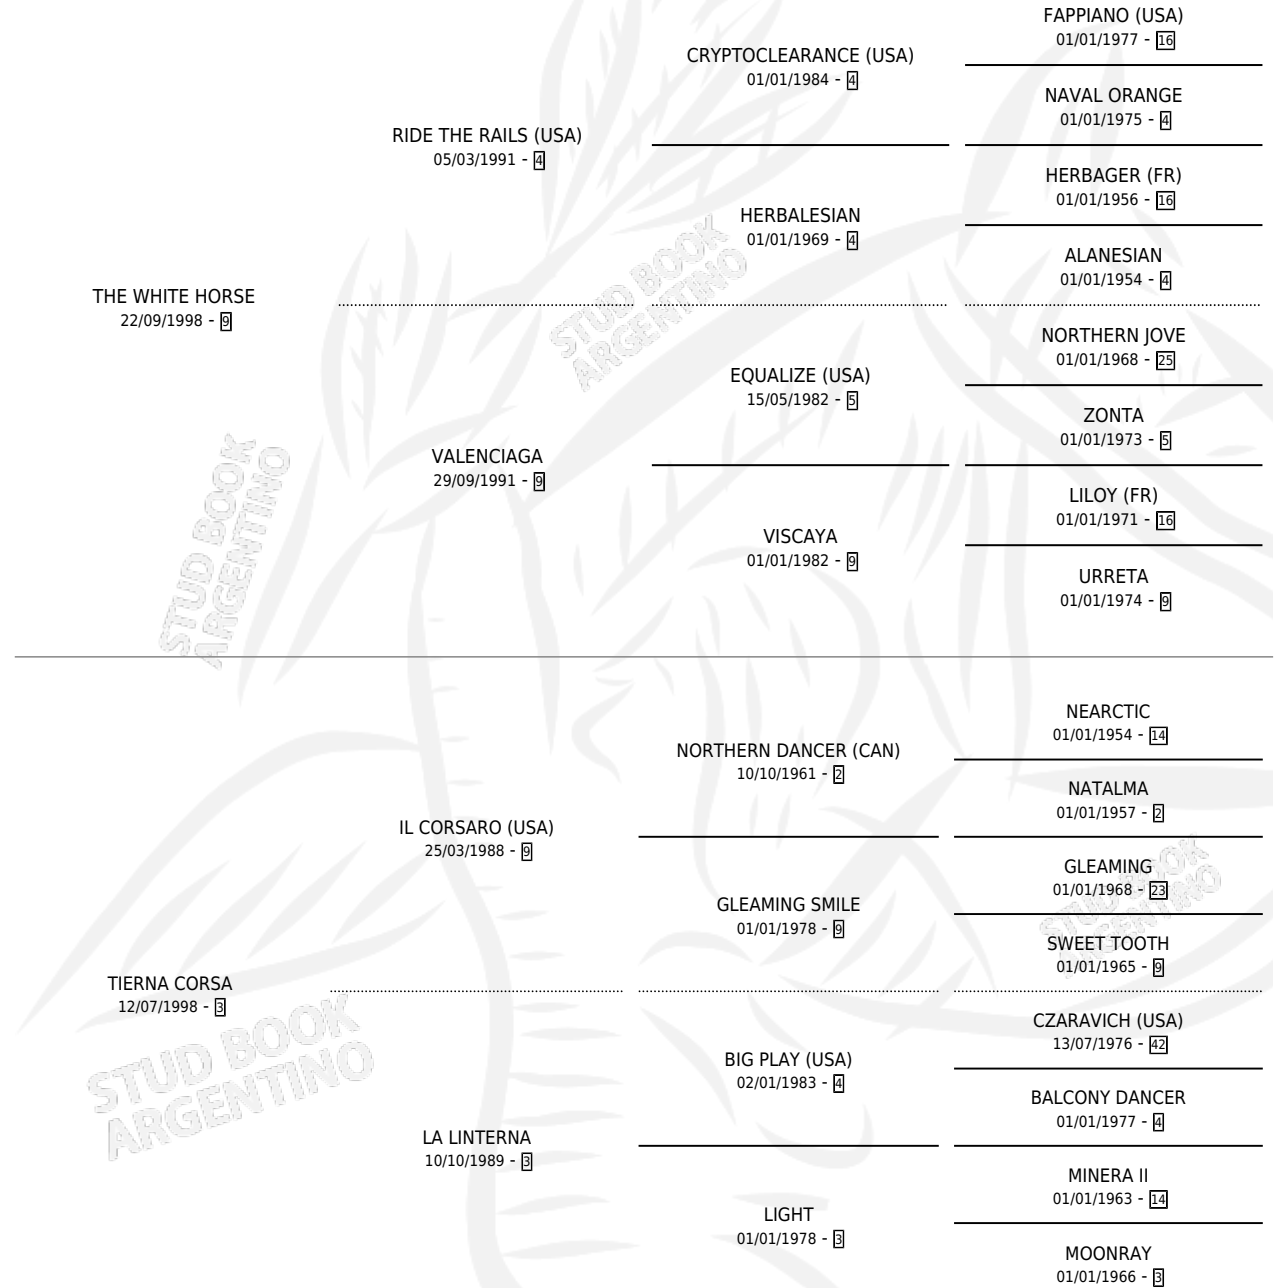 FAPPIANO (USA)
01/01/1977 - 16
CRYPTOCLEARANCE (USA)
01/01/1984 - 4
NAVAL ORANGE
01/01/1975 - 4
RIDE THE RAILS (USA)
05/03/1991 - 4
HERBAGER (FR)
01/01/1956 - 16
HERBALESIAN
01/01/1969 - 4
ALANESIAN
01/01/1954 - 4
THE WHITE HORSE
22/09/1998 - 9
NORTHERN JOVE
01/01/1968 - 25
EQUALIZE (USA)
15/05/1982 - 5
ZONTA
01/01/1973 - 5
VALENCIAGA
29/09/1991 - 9
LILOY (FR)
01/01/1971 - 16
VISCAYA
01/01/1982 - 9
URRETA
01/01/1974 - 9
NEARCTIC
01/01/1954 - 14
NORTHERN DANCER (CAN)
10/10/1961 - 2
NATALMA
01/01/1957 - 2
IL CORSARO (USA)
25/03/1988 - 9
GLEAMING
01/01/1968 - 23
GLEAMING SMILE
01/01/1978 - 9
SWEET TOOTH
01/01/1965 - 9
TIERNA CORSA
12/07/1998 - 3
CZARAVICH (USA)
13/07/1976 - 42
BIG PLAY (USA)
02/01/1983 - 4
BALCONY DANCER
01/01/1977 - 4
LA LINTERNA
10/10/1989 - 3
MINERA II
01/01/1963 - 14
LIGHT
01/01/1978 - 3
MOONRAY
01/01/1966 - 3
STUD BOOK
ARGENTINO
STUD BOOK
ARGENTINO
STUD BOOK
ARGENTINO
STUD BOOK
ARGENTINO